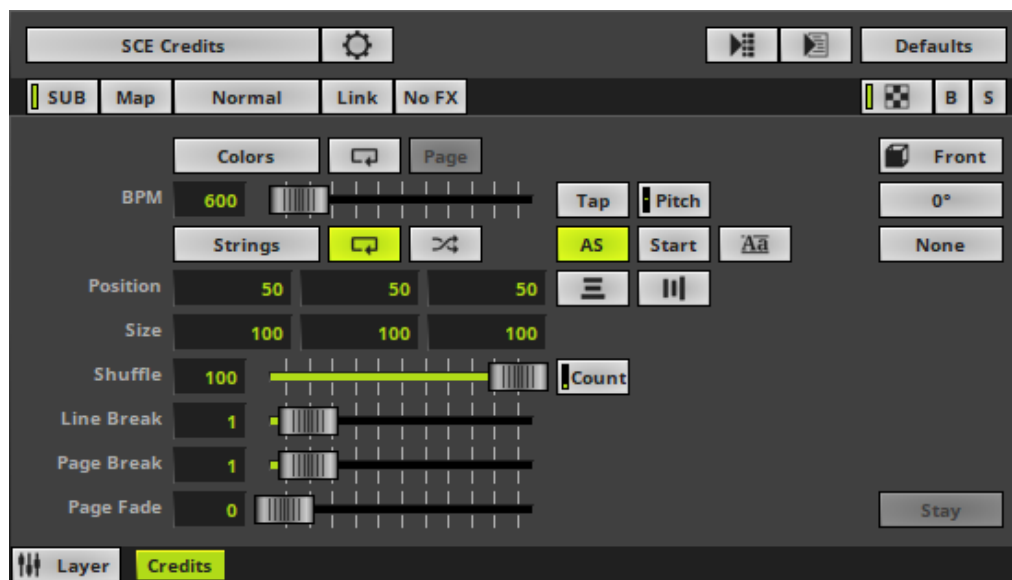 SCE Credits Defaults
SUB Map Normal Link No FX B S
Colors Page Front
BPM 600 Tap Pitch 0°
Strings AS Start Aa None
Position 50 50 50
Size 100 100 100
Shuffle 100 Count
Line Break 1
Page Break 1
Page Fade 0 Stay
Layer Credits